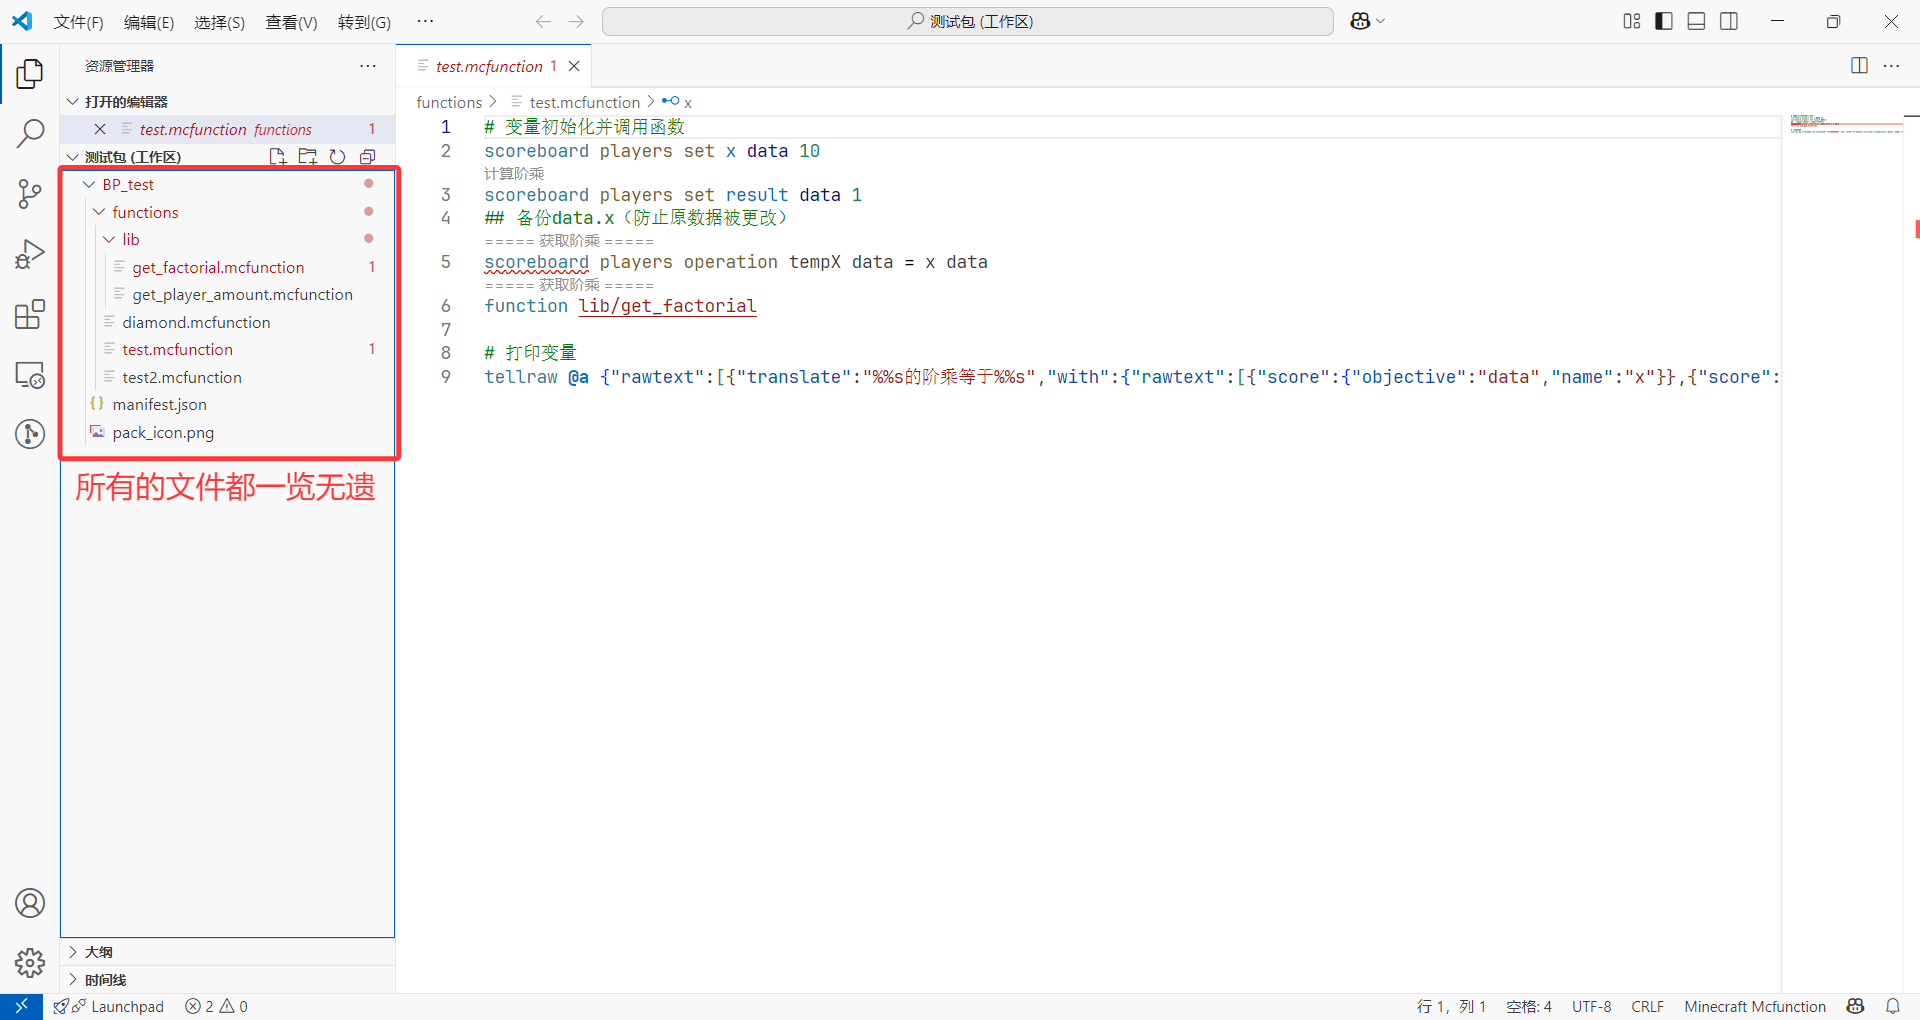 文件(F) 编辑(E) 选择(S) 查看(V) 转到(G) ··· 测试包 (工作区)
资源管理器 ···
打开的编辑器
test.mcfunction functions 1
测试包 (工作区)
BP_test
functions
lib
get_factorial.mcfunction 1
get_player_amount.mcfunction
diamond.mcfunction
test.mcfunction 1
test2.mcfunction
manifest.json
pack_icon.png
所有的文件都一览无遗
大纲
时间线
test.mcfunction 1
functions > test.mcfunction > x
1 # 变量初始化并调用函数
2 scoreboard players set x data 10
计算阶乘
3 scoreboard players set result data 1
4 ## 备份data.x（防止原数据被更改）
===== 获取阶乘 =====
5 scoreboard players operation tempX data = x data
===== 获取阶乘 =====
6 function lib/get_factorial
7
8 # 打印变量
9 tellraw @a {"rawtext":[{"translate":"%%s的阶乘等于%%s","with":{"rawtext":[{"score":{"objective":"data","name":"x"}},{"score":
Launchpad 2 0 行 1，列 1 空格: 4 UTF-8 CRLF Minecraft Mcfunction